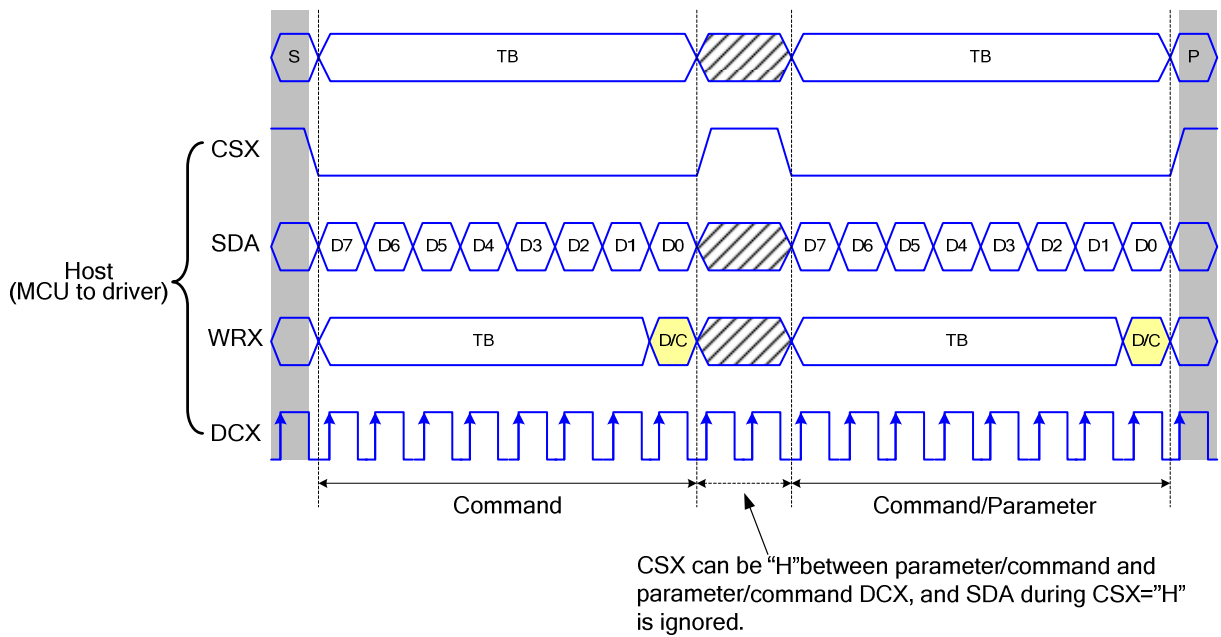 S TB TB P
CSX
SDA D7 D6 D5 D4 D3 D2 D1 D0 D7 D6 D5 D4 D3 D2 D1 D0
Host
(MCU to driver)
WRX TB D/C TB D/C
DCX
Command Command/Parameter
CSX can be “H”between parameter/command and
parameter/command DCX, and SDA during CSX=”H”
is ignored.